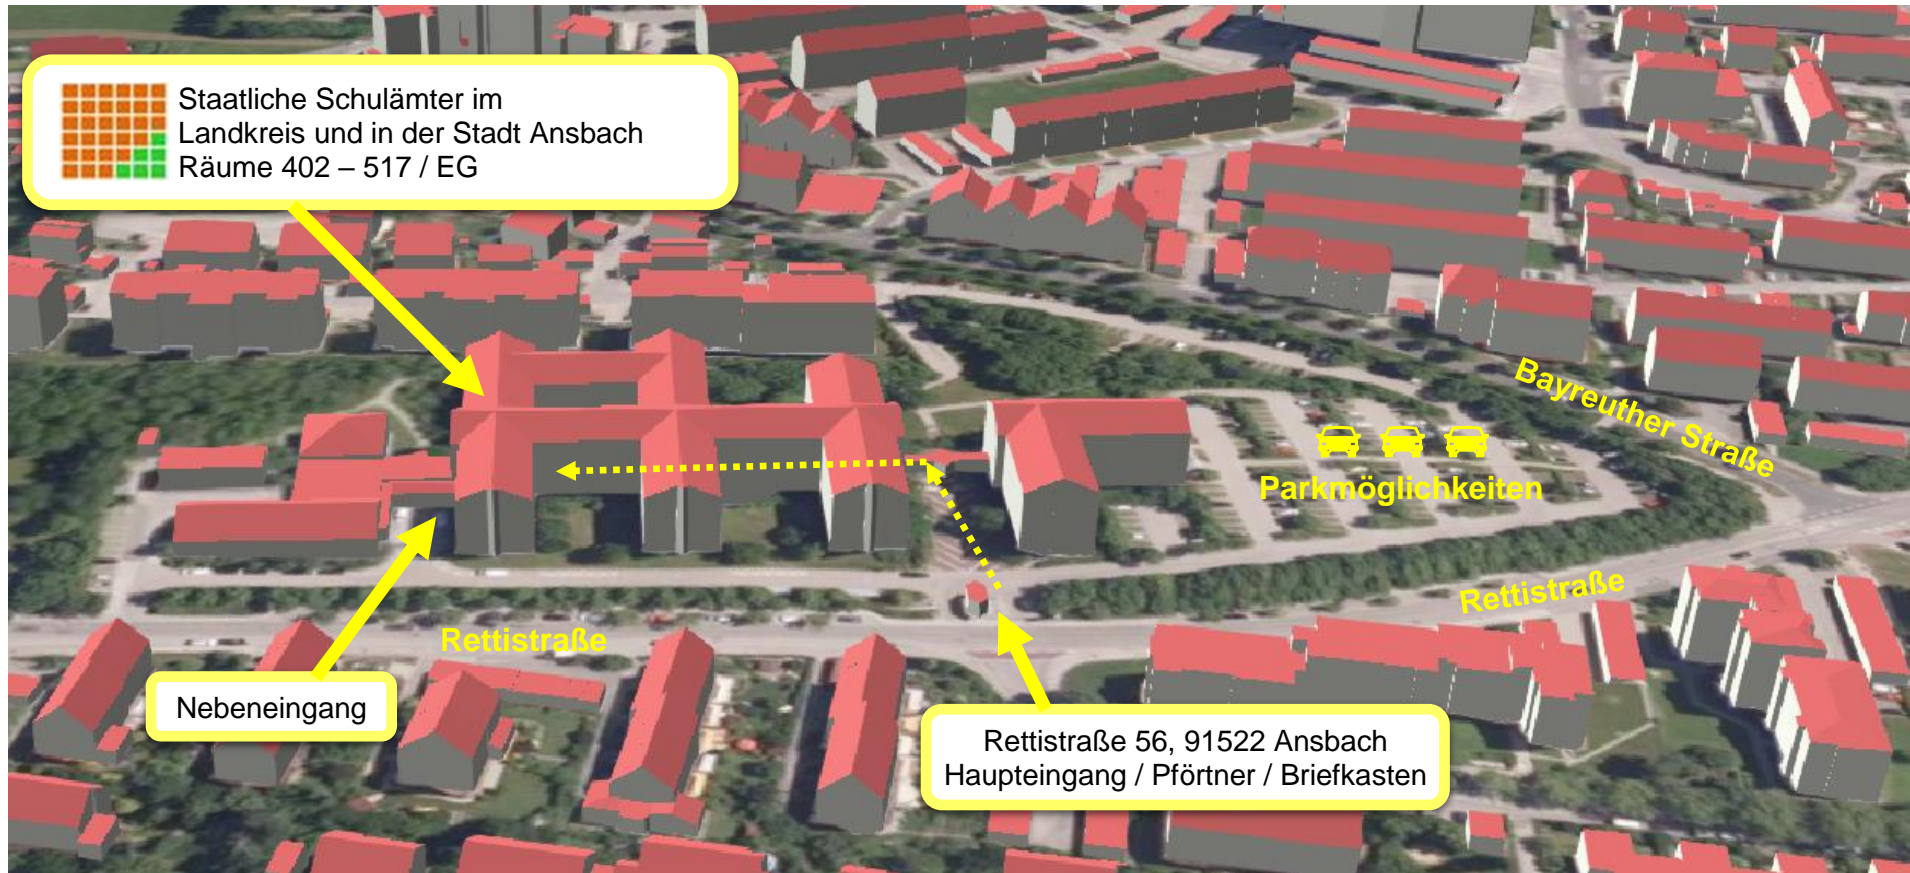 Staatliche Schulämter im
Landkreis und in der Stadt Ansbach
Räume 402 – 517 / EG
Bayreuther Straße
Parkmöglichkeiten
Rettistraße
Rettistraße
Nebeneingang
Rettistraße 56, 91522 Ansbach
Haupteingang / Pförtner / Briefkasten